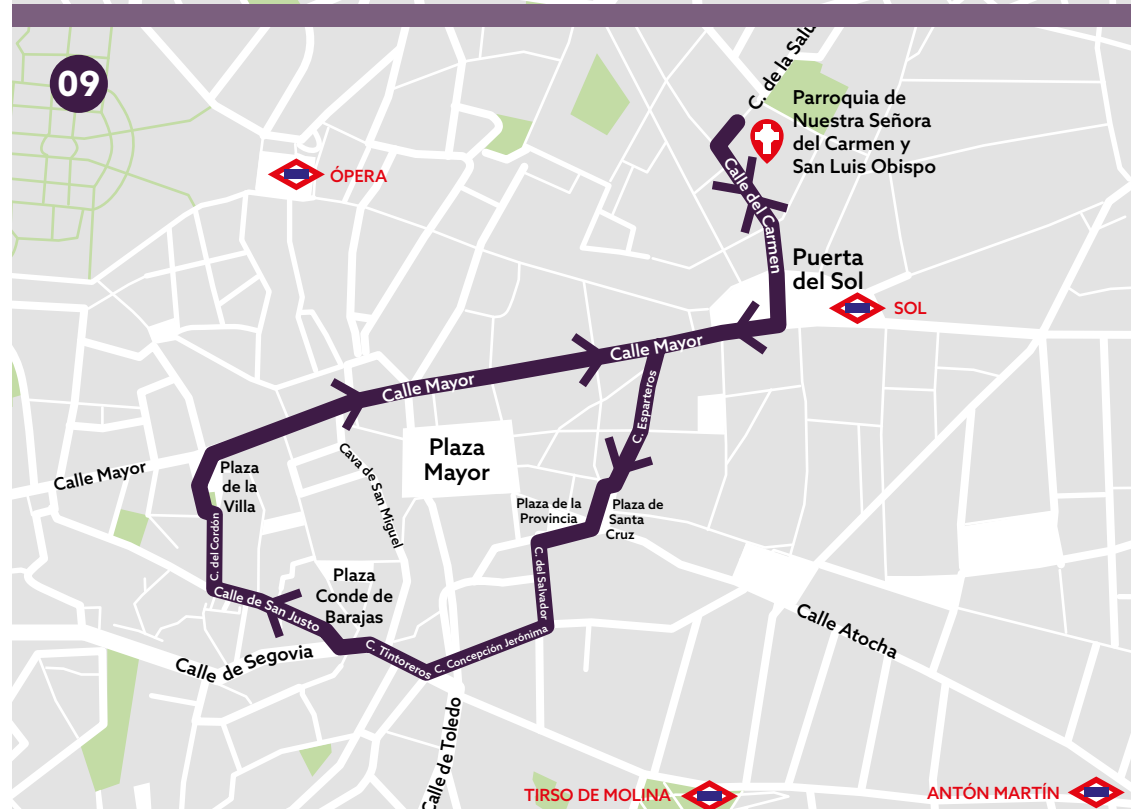 09
C. de la Salu
Parroquia de
Nuestra Señora
del Carmen y
San Luis Obispo
ÓPERA
Calle del Carmen
Puerta
del Sol
SOL
Calle Mayor
Calle Mayor
C. Esparteros
Plaza
Mayor
Calle Mayor
Plaza
de la
Villa
Cava de San Miguel
Plaza de la
Provincia
Plaza de
Santa
Cruz
C. del Cordón
C. del Salvador
Plaza
Conde de
Barajas
Calle de San Justo
C. Tintoreros
C. Concepción Jerónima
Calle de Segovia
Calle Atocha
Calle de Toledo
TIRSO DE MOLINA
ANTÓN MARTÍN